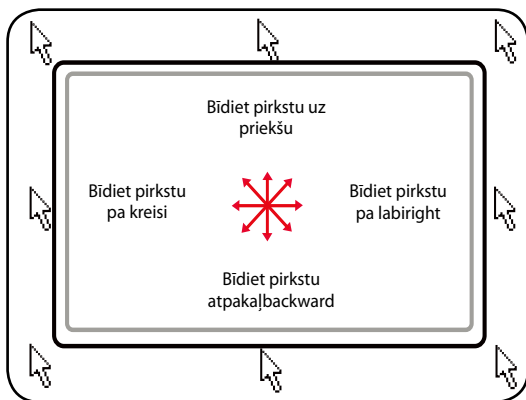 Bīdiet pirkstu uz
priekšu
Bīdiet pirkstu
pa kreisi
Bīdiet pirkstu
pa labiright
Bīdiet pirkstu
atpakaļbackward